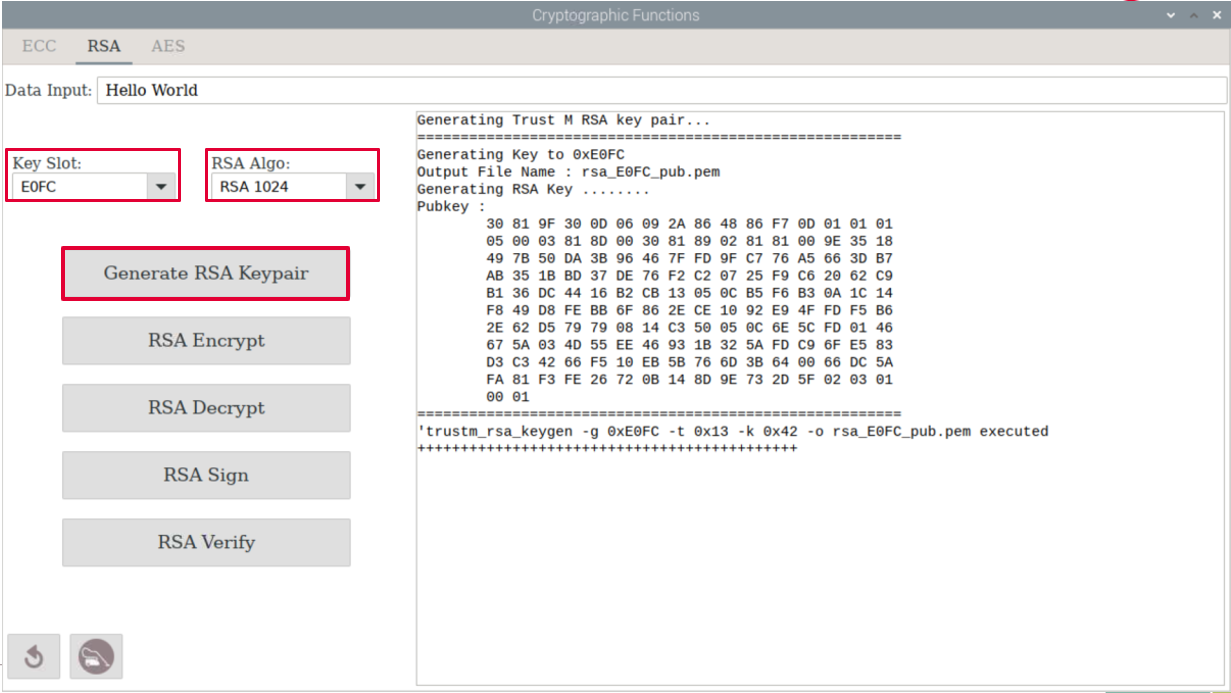 Cryptographic Functions
ECC RSA AES
Data Input: Hello World
Key Slot:
E0FC
RSA Algo:
RSA 1024
Generate RSA Keypair
RSA Encrypt
RSA Decrypt
RSA Sign
RSA Verify
Generating Trust M RSA key pair...
========================================================
Generating Key to 0xE0FC
Output File Name : rsa_E0FC_pub.pem
Generating RSA Key ........
Pubkey :
30 81 9F 30 0D 06 09 2A 86 48 86 F7 0D 01 01 01
05 00 03 81 8D 00 30 81 89 02 81 81 00 9E 35 18
49 7B 50 DA 3B 96 46 7F FD 9F C7 76 A5 66 3D B7
AB 35 1B BD 37 DE 76 F2 C2 07 25 F9 C6 20 62 C9
B1 36 DC 44 16 B2 CB 13 05 0C B5 F6 B3 0A 1C 14
F8 49 D8 FE BB 6F 86 2E CE 10 92 E9 4F FD F5 B6
2E 62 D5 79 79 08 14 C3 50 05 0C 6E 5C FD 01 46
67 5A 03 4D 55 EE 46 93 1B 32 5A FD C9 6F E5 83
D3 C3 42 66 F5 10 EB 5B 76 6D 3B 64 00 66 DC 5A
FA 81 F3 FE 26 72 0B 14 8D 9E 73 2D 5F 02 03 01
00 01
========================================================
'trustm_rsa_keygen -g 0xE0FC -t 0x13 -k 0x42 -o rsa_E0FC_pub.pem executed
++++++++++++++++++++++++++++++++++++++++++++